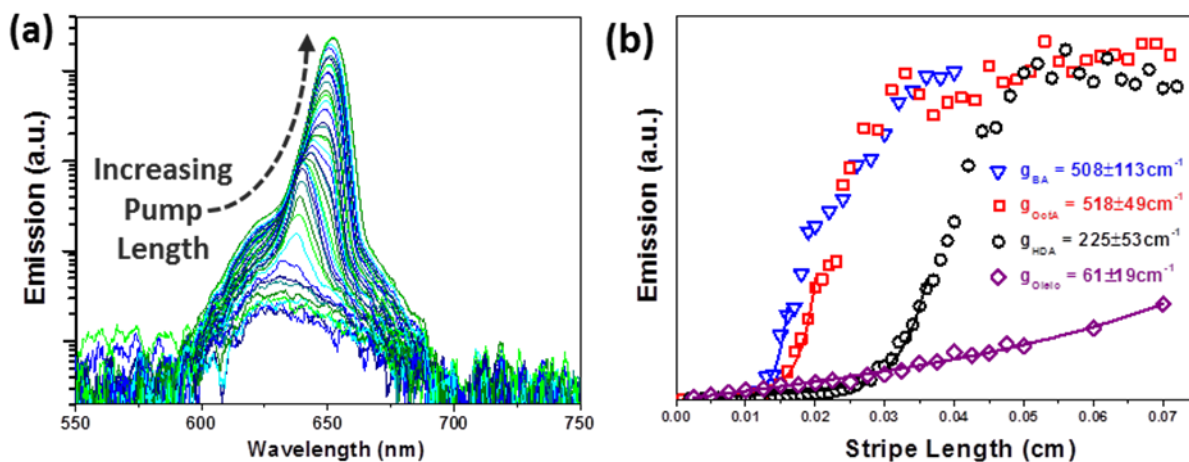 (a)
Emission (a.u.)
Increasing
Pump
Length
550
600
650
700
750
Wavelength (nm)
(b)
Emission (a.u.)
g_BA = 508±113cm⁻¹
g_OctA = 518±49cm⁻¹
g_HDA = 225±53cm⁻¹
g_Oleic = 61±19cm⁻¹
0.00
0.01
0.02
0.03
0.04
0.05
0.06
0.07
Stripe Length (cm)